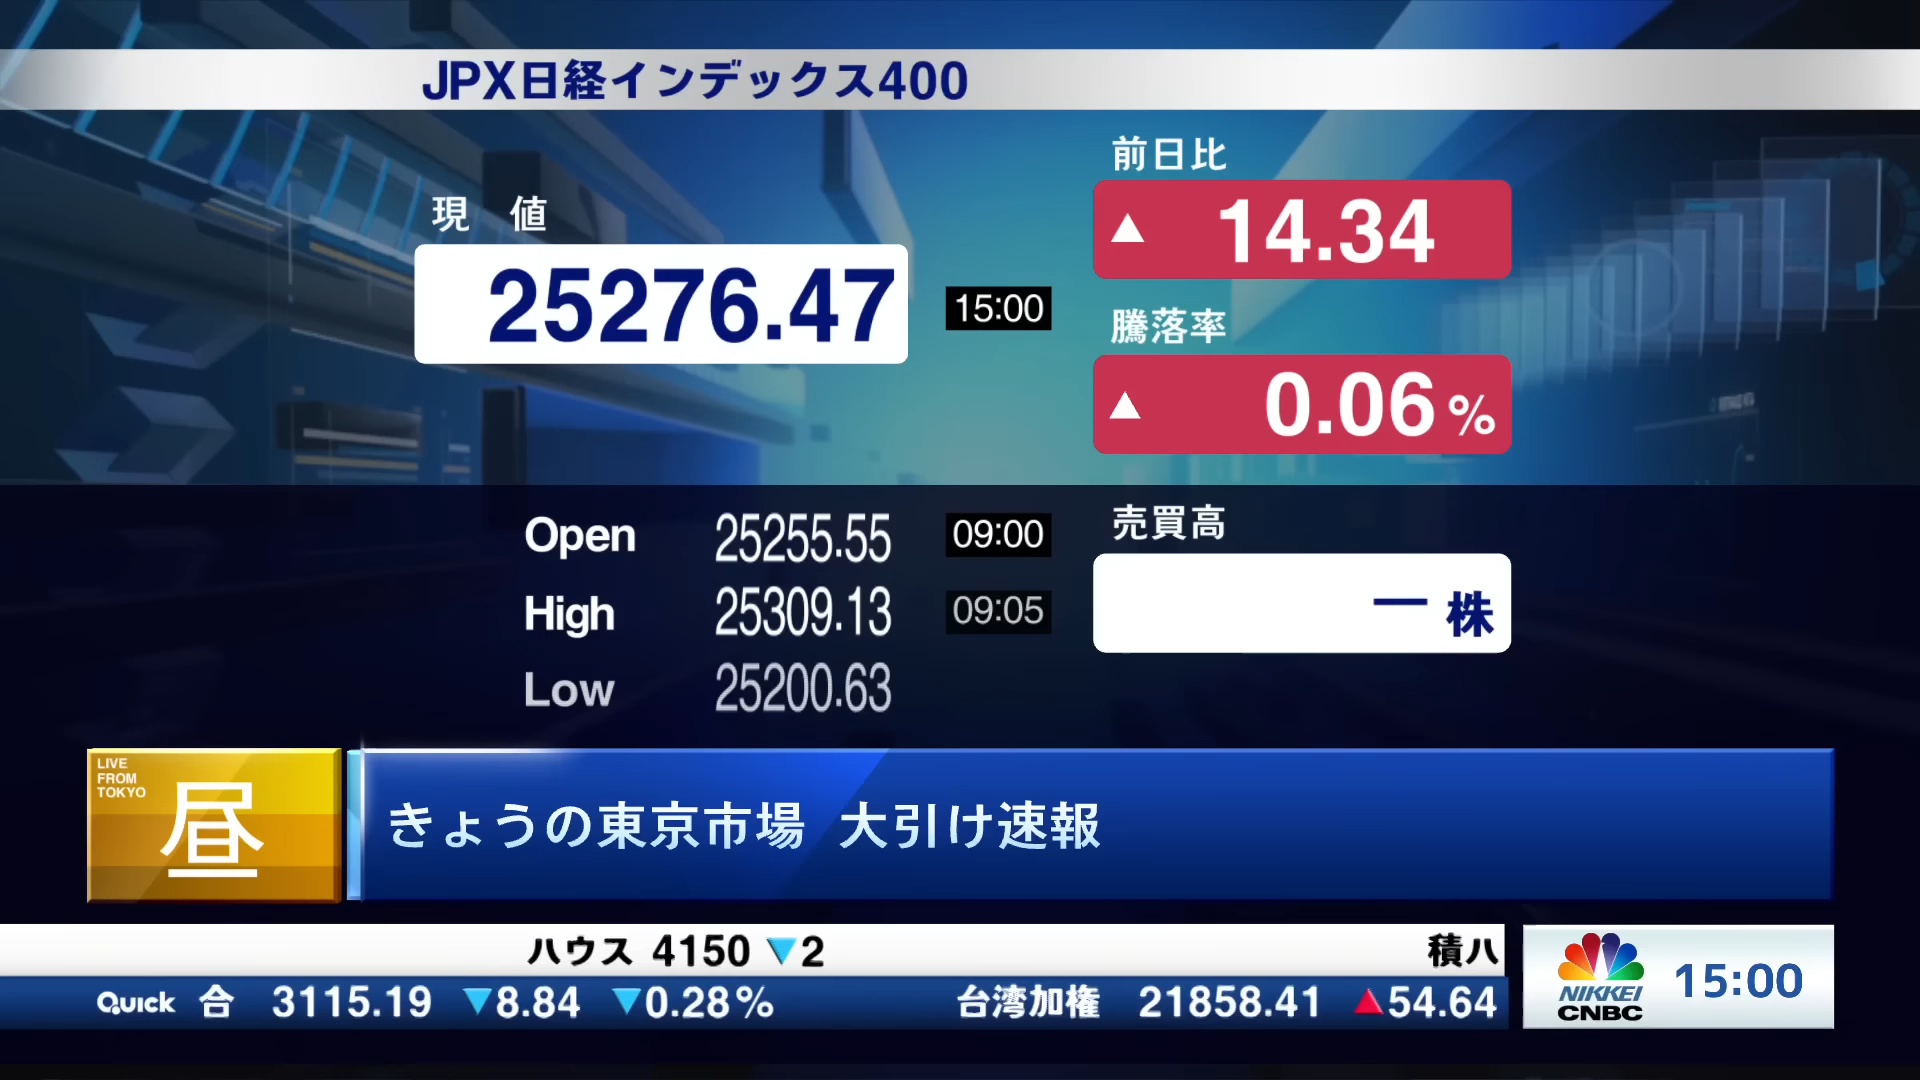 JPX日経インデックス400
現 値
25276.47
15:00
前日比
▲ 14.34
騰落率
▲ 0.06%
Open 25255.55 09:00
High 25309.13 09:05
Low 25200.63
売買高
ー 株
LIVE
FROM
TOKYO
昼
きょうの東京市場 大引け速報
ハウス 4150 ▼2 積ハ
QUICK 合 3115.19 ▼8.84 ▼0.28% 台湾加権 21858.41 ▲54.64
NIKKEI
CNBC
15:00